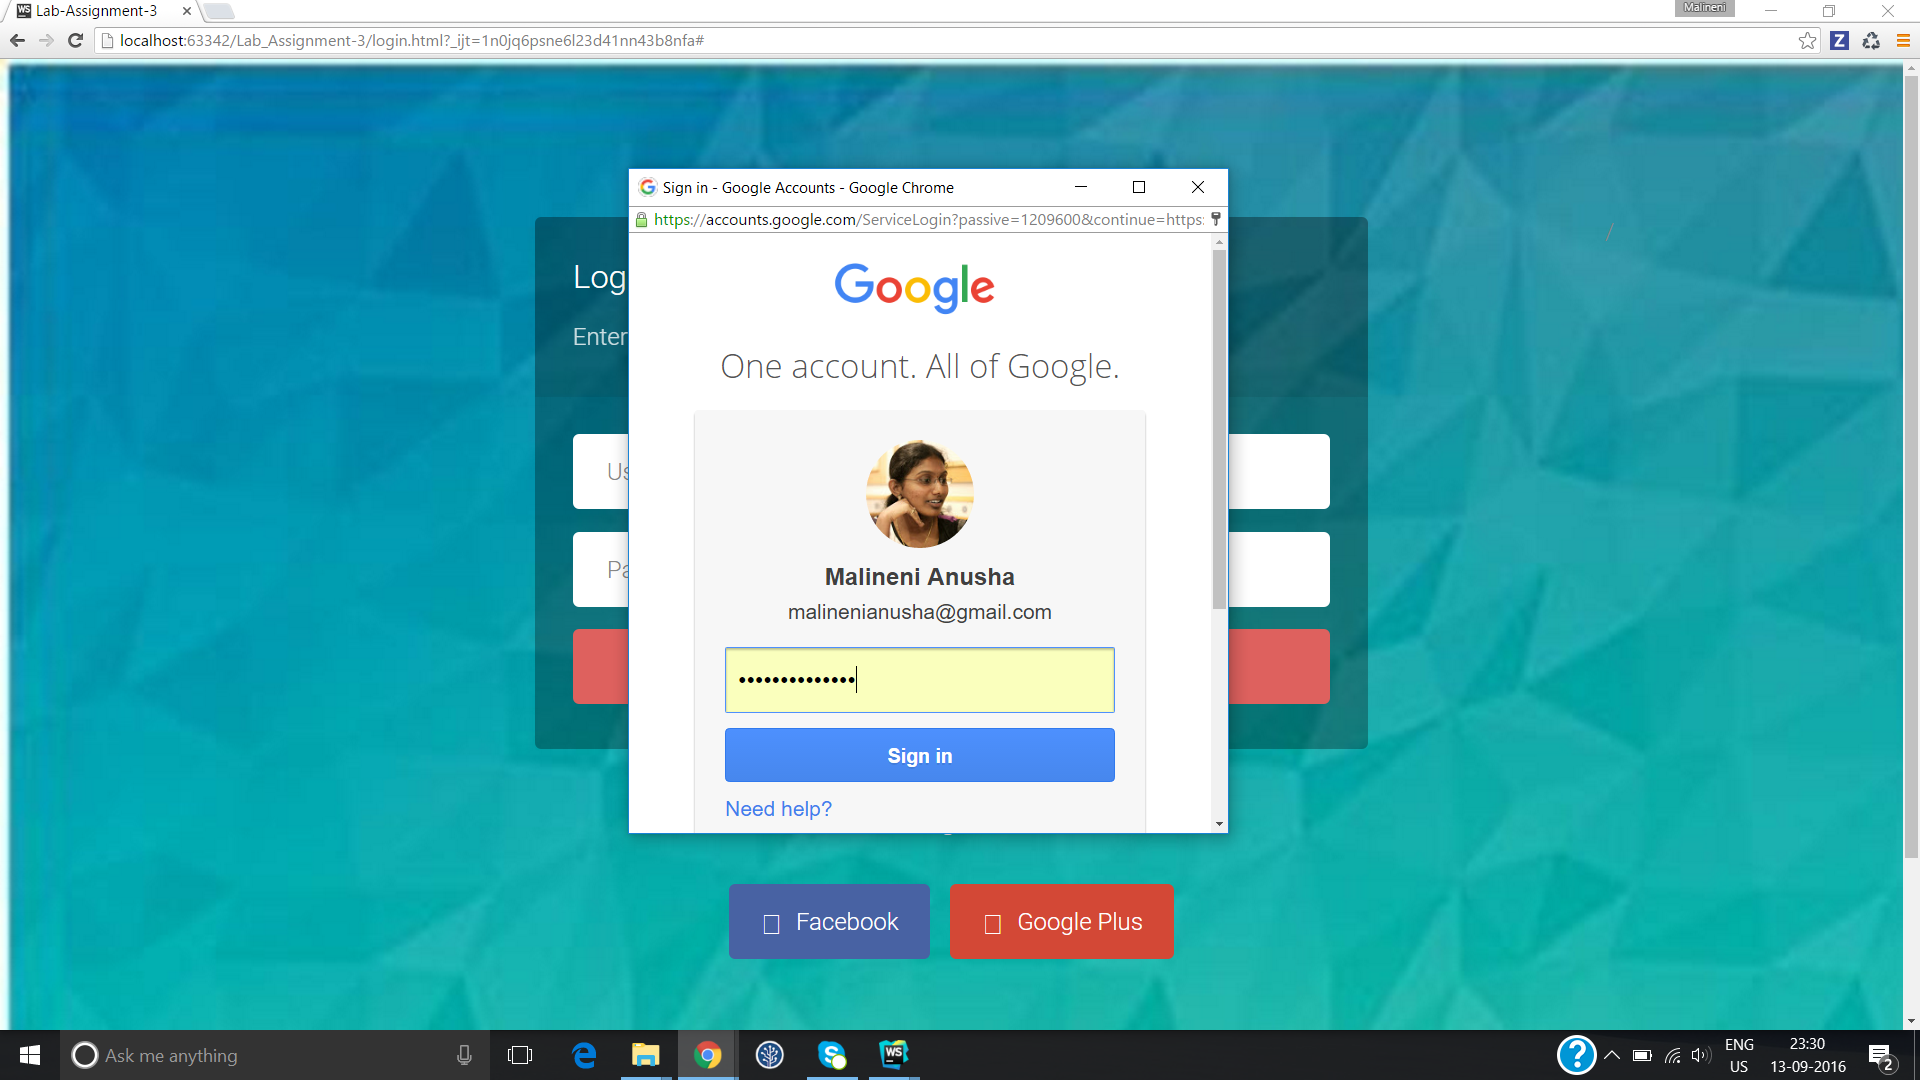 Lab-Assignment-3
Malineni
localhost:63342/Lab_Assignment-3/login.html?_ijt=1n0jq6psne6l23d41nn43b8nfa#
Sign in - Google Accounts - Google Chrome
https://accounts.google.com/ServiceLogin?passive=1209600&continue=https:
Google
Log
Enter
One account. All of Google.
Us
Malineni Anusha
malinenianusha@gmail.com
Pa
Sign in
Need help?
Facebook
Google Plus
Ask me anything
ENG
US
23:30
13-09-2016
2